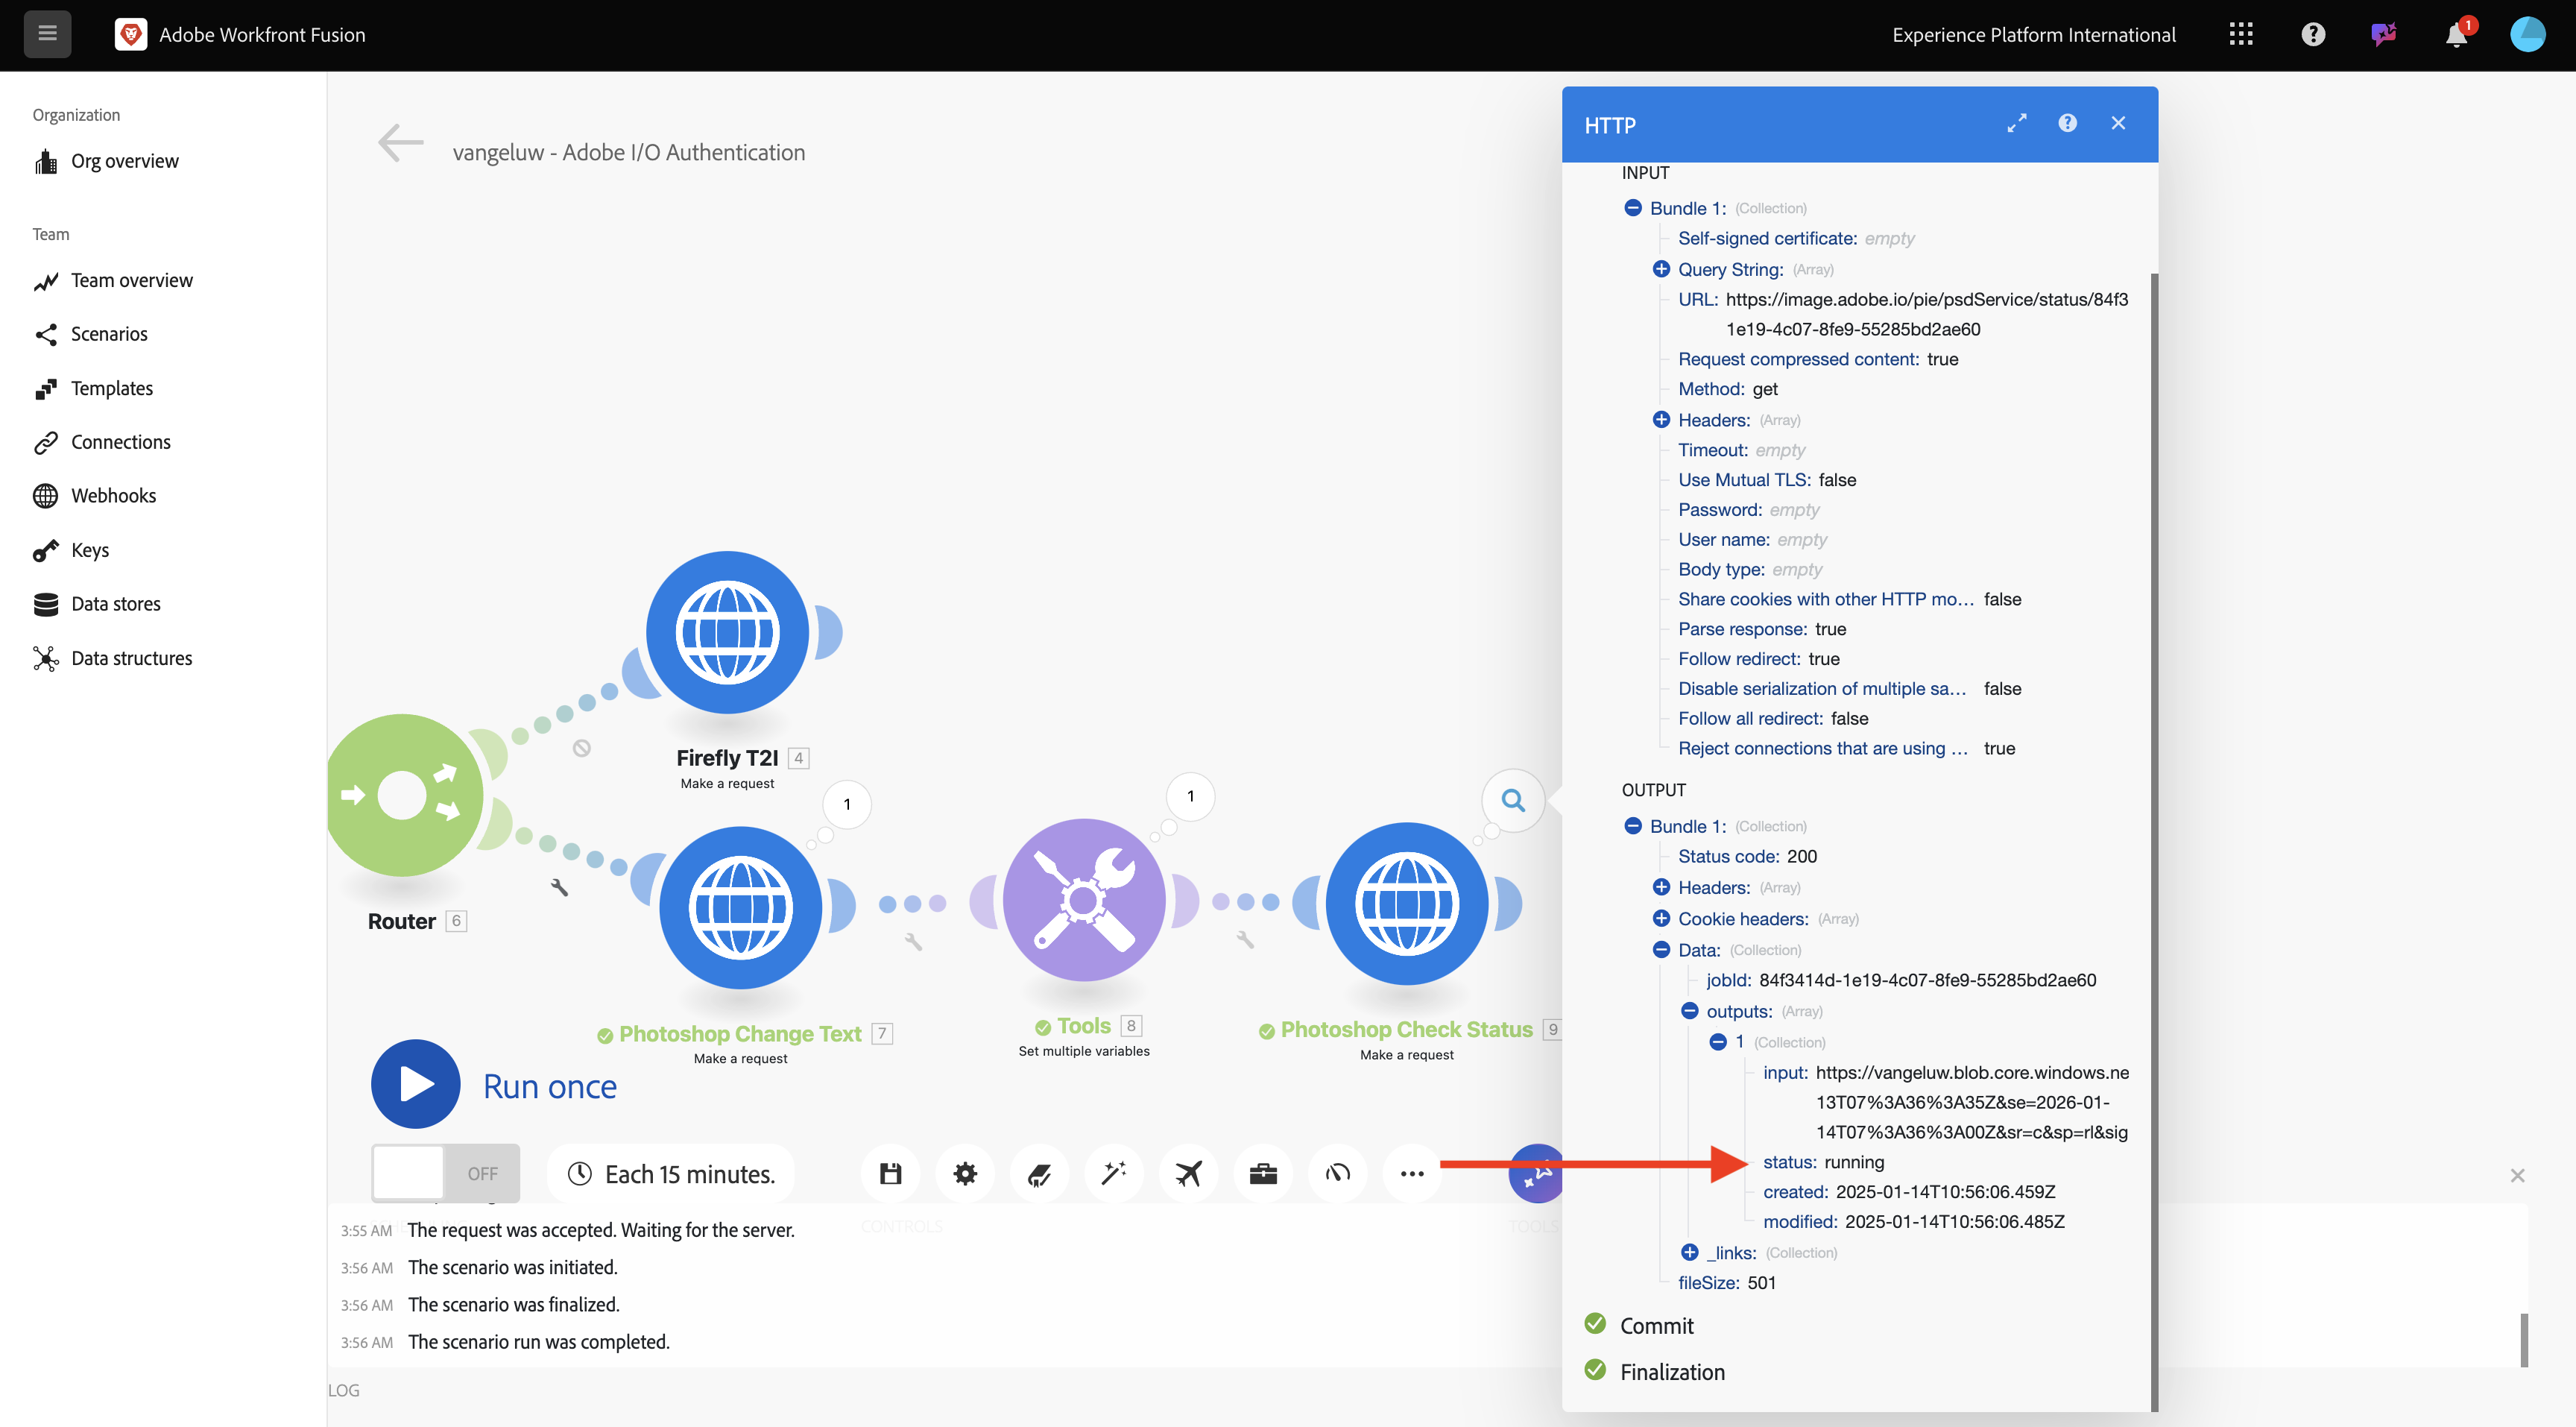 Adobe Workfront Fusion
Experience Platform International
1
Organization
Org overview
Team
Team overview
Scenarios
Templates
Connections
Webhooks
Keys
Data stores
Data structures
vangeluw - Adobe I/O Authentication
Firefly T2I 4
Make a request
1
1
Router 6
Photoshop Change Text 7
Make a request
Tools 8
Set multiple variables
Photoshop Check Status 9
Make a request
Run once
OFF
Each 15 minutes.
CONTROLS
TOOLS
3:55 AM The request was accepted. Waiting for the server.
3:56 AM The scenario was initiated.
3:56 AM The scenario was finalized.
3:56 AM The scenario run was completed.
LOG
HTTP
INPUT
Bundle 1: (Collection)
Self-signed certificate: empty
Query String: (Array)
URL: https://image.adobe.io/pie/psdService/status/84f3
1e19-4c07-8fe9-55285bd2ae60
Request compressed content: true
Method: get
Headers: (Array)
Timeout: empty
Use Mutual TLS: false
Password: empty
User name: empty
Body type: empty
Share cookies with other HTTP mo... false
Parse response: true
Follow redirect: true
Disable serialization of multiple sa... false
Follow all redirect: false
Reject connections that are using ... true
OUTPUT
Bundle 1: (Collection)
Status code: 200
Headers: (Array)
Cookie headers: (Array)
Data: (Collection)
jobId: 84f3414d-1e19-4c07-8fe9-55285bd2ae60
outputs: (Array)
1 (Collection)
input: https://vangeluw.blob.core.windows.ne
13T07%3A36%3A35Z&se=2026-01-
14T07%3A36%3A00Z&sr=c&sp=rl&sig
status: running
created: 2025-01-14T10:56:06.459Z
modified: 2025-01-14T10:56:06.485Z
_links: (Collection)
fileSize: 501
Commit
Finalization